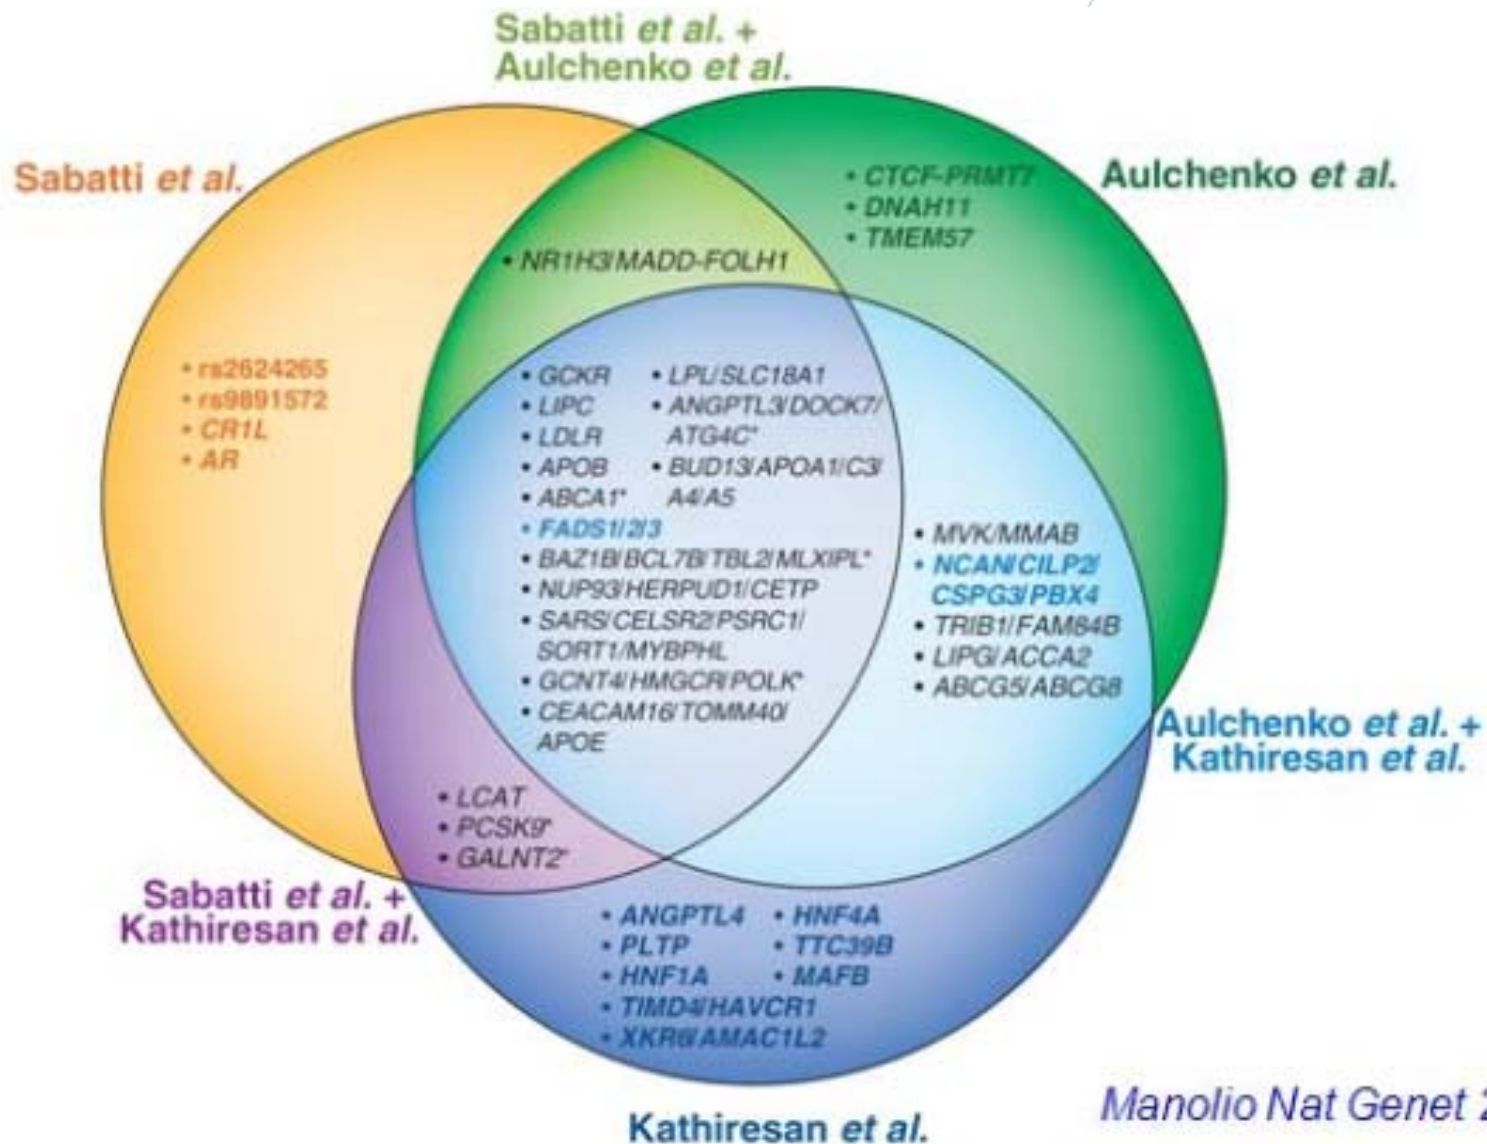 Sabatti et al. +
Aulchenko et al.
Sabatti et al.
Aulchenko et al.
• CTCF-PRMT7
• DNAH11
• TMEM57
• NR1H3/MADD-FOLH1
• rs2624265
• rs9891572
• CR1L
• AR
• GCKR
• LIPC
• LDLR
• APOB
• ABCA1*
• LPL/SLC18A1
• ANGPTL3/DOCK7/
ATG4C*
• BUD13/APOA1/C3/
A4/A5
• FADS1/2/3
• BAZ1B/BCL7B/TBL2/MLXIPL*
• NUP93/HERPUD1/CETP
• SARS/CELSR2/PSRC1/
SORT1/MYBPHL
• GCNT4/HMGCR/POLK*
• CEACAM16/TOMM40/
APOE
• MVK/MMAB
• NCAN/CILP2/
CSPG3/PBX4
• TRIB1/FAM84B
• LIPG/ACCA2
• ABCG5/ABCG8
Aulchenko et al. +
Kathiresan et al.
• LCAT
• PCSK9*
• GALNT2*
Sabatti et al. +
Kathiresan et al.
• ANGPTL4
• PLTP
• HNF1A
• HNF4A
• TTC39B
• MAFB
• TIMD4/HAVCR1
• XKR6/AMAC1L2
Kathiresan et al.
Manolio Nat Genet 2